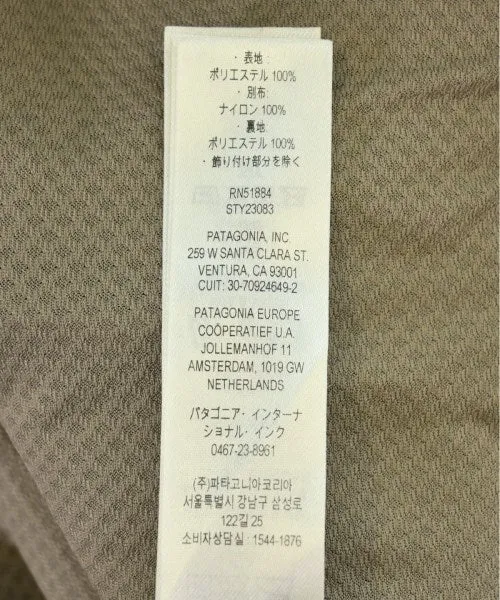 ・表地:
ポリエステル 100%
・別布:
ナイロン 100%
・裏地
ポリエステル 100%
・飾り付け部分を除く
RN51884
STY23083
PATAGONIA, INC.
259 W SANTA CLARA ST.
VENTURA, CA 93001
CUIT: 30-70924649-2
PATAGONIA EUROPE
COÖPERATIEF U.A.
JOLLEMANHOF 11
AMSTERDAM, 1019 GW
NETHERLANDS
パタゴニア・インターナ
ショナル・インク
0467-23-8961
(주)파타고니아코리아
서울특별시 강남구 삼성로
122길 25
소비자상담실 : 1544-1876